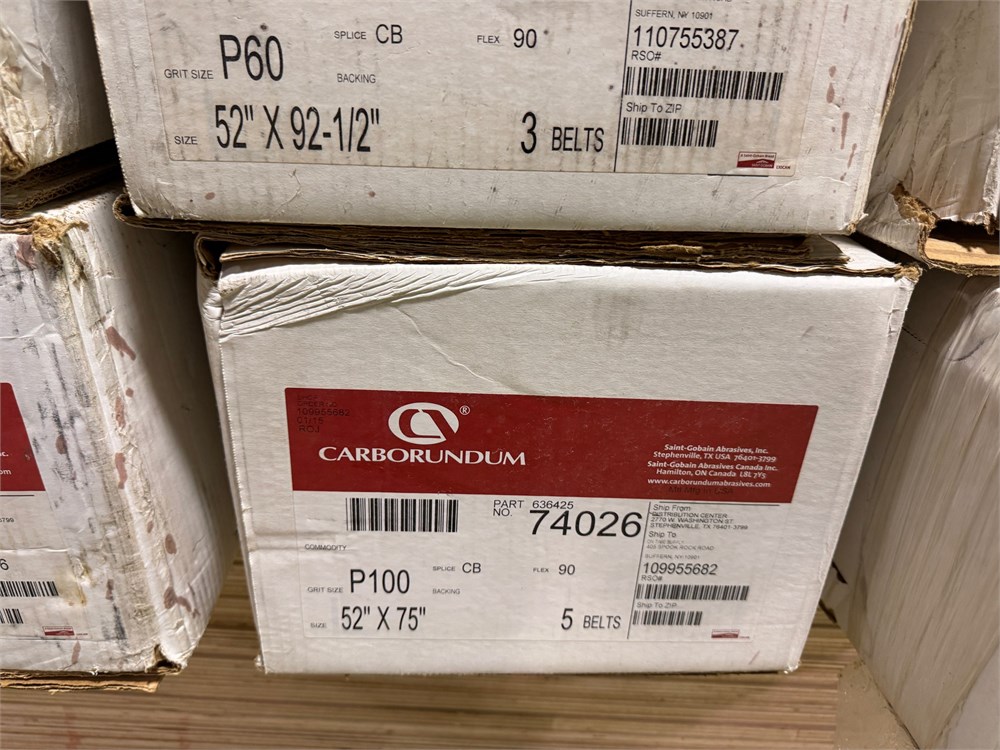 SUFFERN, NY 10901
SPLICE CB
FLEX 90
110755387
RSO#
GRIT SIZE P60
BACKING
Ship To ZIP
SIZE 52" X 92-1/2"
3 BELTS
109955682
01/15
ROJ
®
CARBORUNDUM
Saint-Gobain Abrasives, Inc.
Stephenville, TX USA 76401-3799
Saint-Gobain Abrasives Canada Inc.
Hamilton, ON Canada L8L 7Y5
www.carborundumabrasives.com
PART NO. 636425
74026
Ship From
DISTRIBUTION CENTER
2770 W. WASHINGTON ST.
STEPHENVILLE, TX 76401-3799
Ship To
SUFFERN, NY 10901
COMMODITY
SPLICE CB
FLEX 90
109955682
RSO#
GRIT SIZE P100
BACKING
Ship To ZIP
SIZE 52" X 75"
5 BELTS